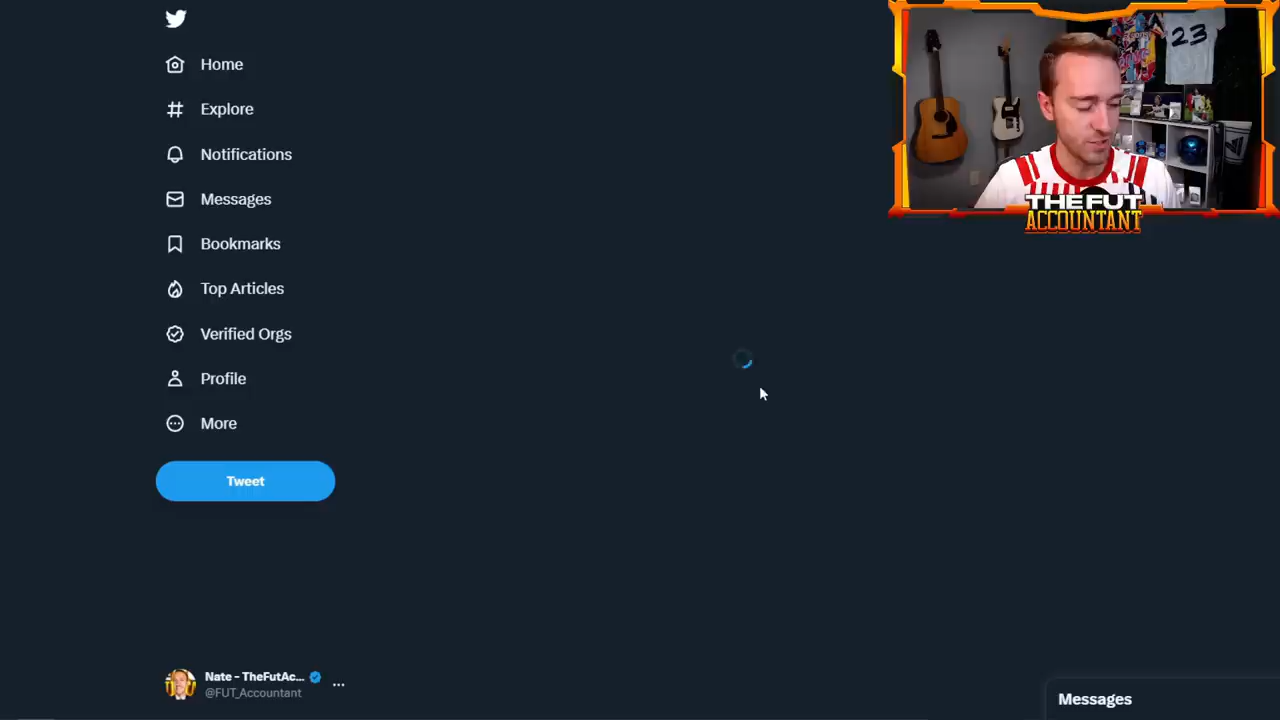 Home
Explore
Notifications
Messages
Bookmarks
Top Articles
Verified Orgs
Profile
More
Tweet
Nate - TheFutAc...
@FUT_Accountant
Messages
23
THE FUT
ACCOUNTANT